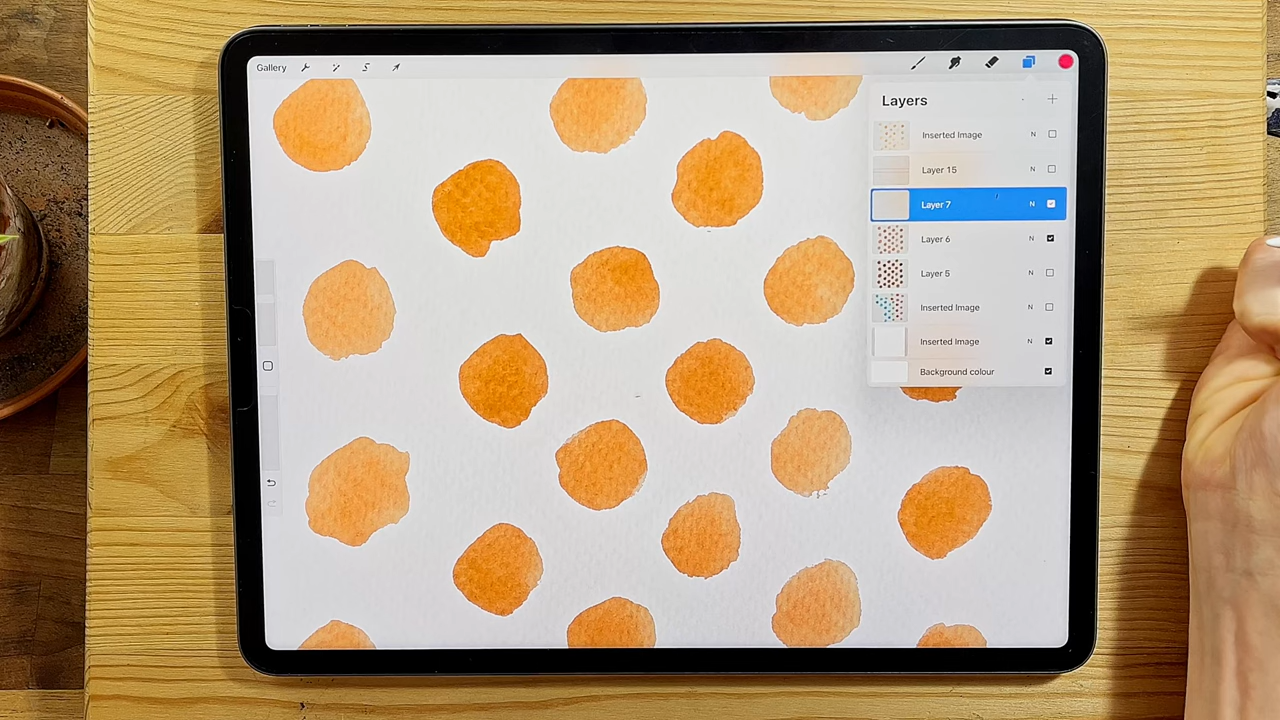 Gallery
Layers
Inserted Image N
Layer 15 N
Layer 7 N
Layer 6 N
Layer 5 N
Inserted Image N
Inserted Image N
Background colour